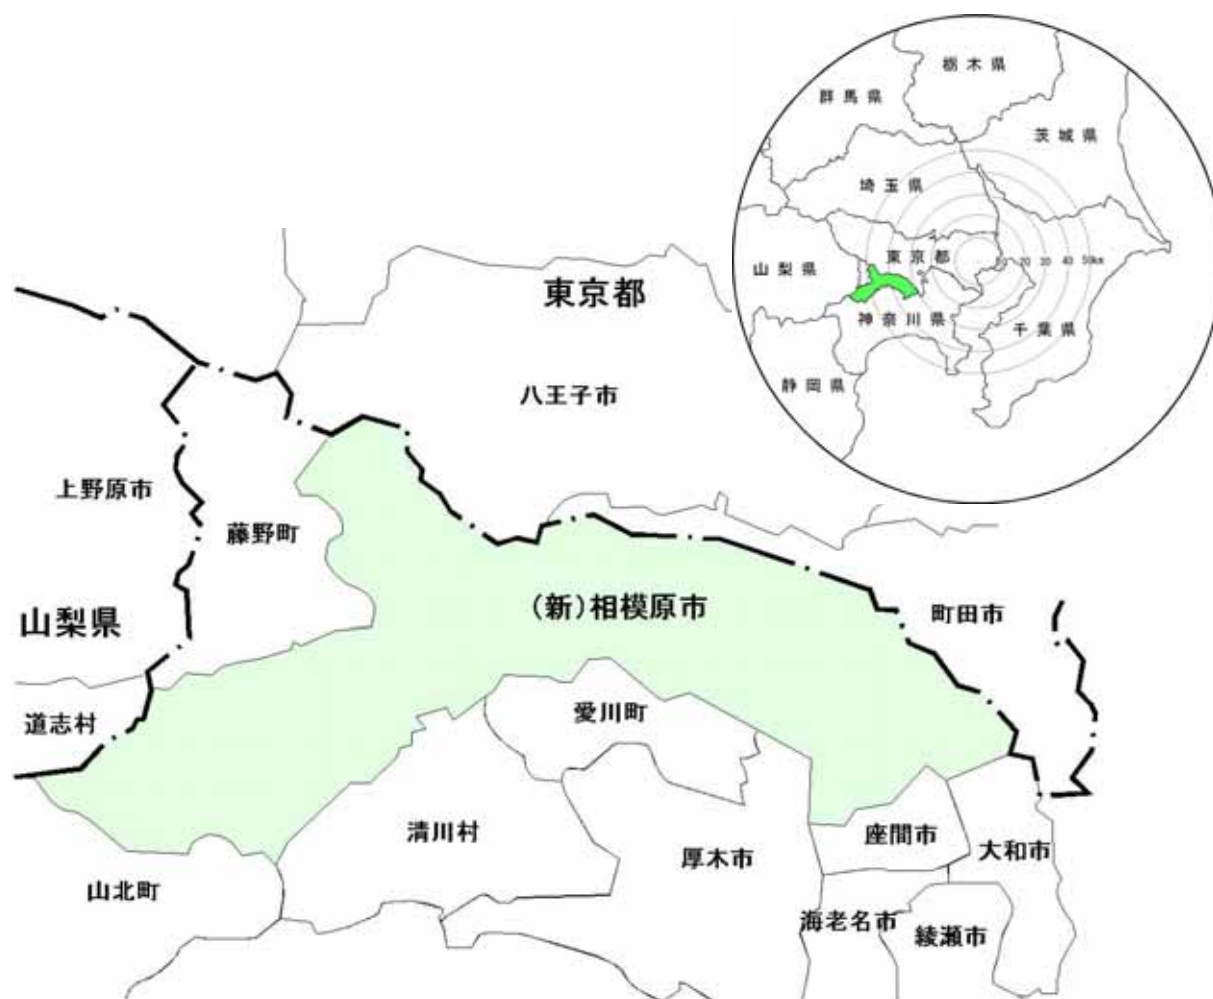 栃木県
群馬県
茨城県
埼玉県
東京都
山梨県
20 30 40 50km
神奈川県
千葉県
静岡県
東京都
八王子市
上野原市
藤野町
(新)相模原市
町田市
山梨県
道志村
愛川町
清川村
座間市
大和市
厚木市
山北町
海老名市
綾瀬市